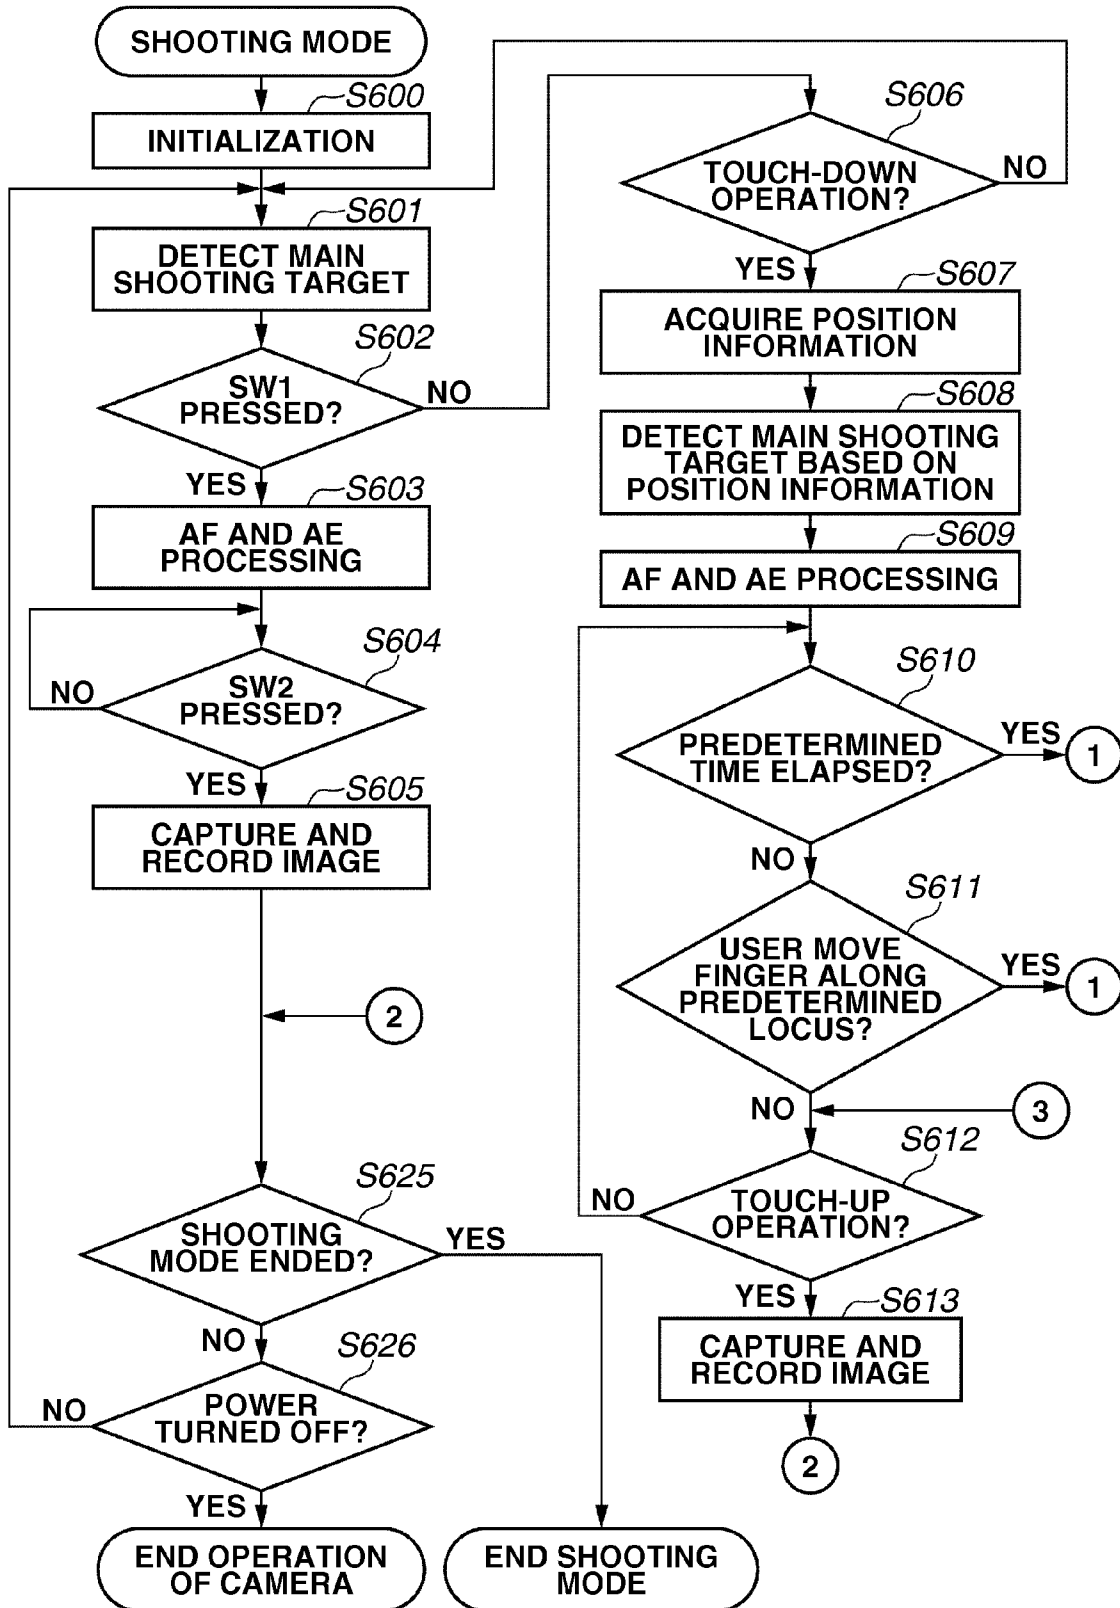 SHOOTING MODE
S600
INITIALIZATION
S601
DETECT MAIN
SHOOTING TARGET
S602
SW1
PRESSED?
NO
YES
S603
AF AND AE
PROCESSING
S604
SW2
PRESSED?
NO
YES
S605
CAPTURE AND
RECORD IMAGE
2
S625
SHOOTING
MODE ENDED?
YES
NO
S626
POWER
TURNED OFF?
NO
YES
END OPERATION
OF CAMERA
END SHOOTING
MODE
S606
TOUCH-DOWN
OPERATION?
NO
YES
S607
ACQUIRE POSITION
INFORMATION
S608
DETECT MAIN SHOOTING
TARGET BASED ON
POSITION INFORMATION
S609
AF AND AE PROCESSING
S610
PREDETERMINED
TIME ELAPSED?
YES
1
NO
S611
USER MOVE
FINGER ALONG
PREDETERMINED
LOCUS?
YES
1
NO
3
S612
TOUCH-UP
OPERATION?
NO
YES
S613
CAPTURE AND
RECORD IMAGE
2